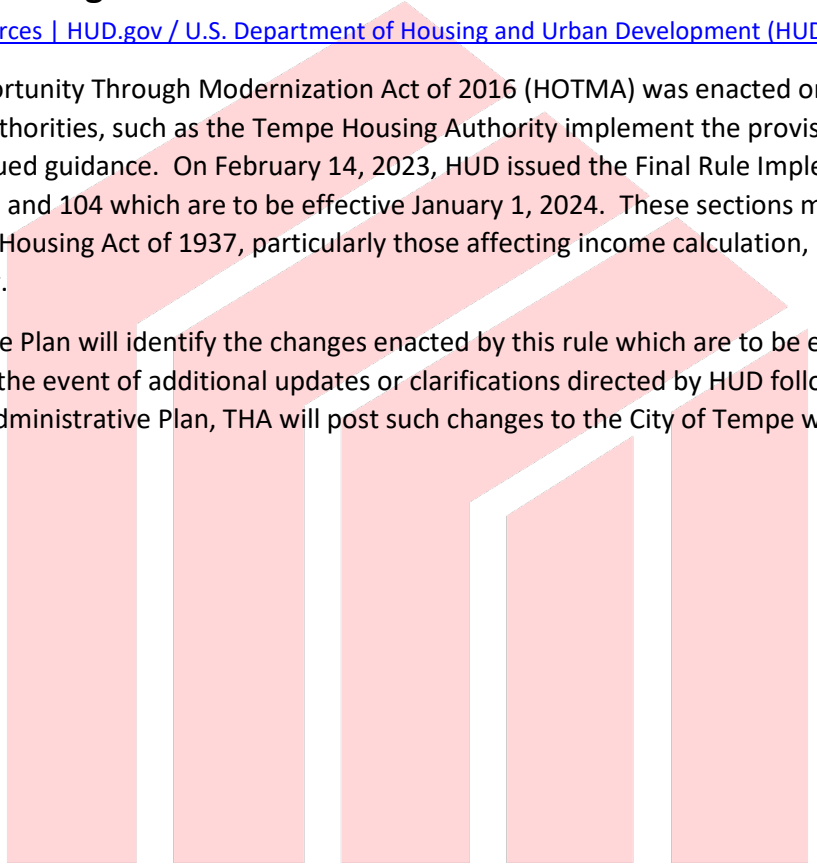 rces | HUD.gov / U.S. Department of Housing and Urban Development (HUD
ortunity Through Modernization Act of 2016 (HOTMA) was enacted o
thorities, such as the Tempe Housing Authority implement the provis
ued guidance.  On February 14, 2023, HUD issued the Final Rule Imple
and 104 which are to be effective January 1, 2024.  These sections m
Housing Act of 1937, particularly those affecting income calculation,
e Plan will identify the changes enacted by this rule which are to be e
the event of additional updates or clarifications directed by HUD follo
dministrative Plan, THA will post such changes to the City of Tempe w